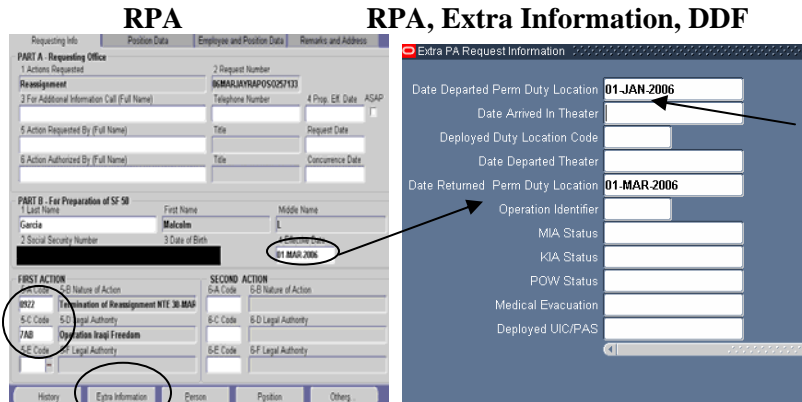 RPA
RPA, Extra Information, DDF
Requesting Info
Position Data
Employee and Position Data
Remarks and Address
PART A - Requesting Office
1 Actions Requested
2 Request Number
Reassignment
06MARJAYRAPOSO257133
3 For Additional Information Call (Full Name)
Telephone Number
4 Prop. Eff. Date
ASAP
5 Action Requested By (Full Name)
Title
Request Date
6 Action Authorized By (Full Name)
Title
Concurrence Date
PART B - For Preparation of SF 50
1 Last Name
First Name
Middle Name
Garcia
Malcolm
L
2 Social Security Number
3 Date of Birth
4 Effective Date
01-MAR-2006
FIRST ACTION
SECOND ACTION
5-A Code
5-B Nature of Action
6-A Code
6-B Nature of Action
0922
Termination of Reassignment NTE 30-MAR
5-C Code
5-D Legal Authority
6-C Code
6-D Legal Authority
7AB
Operation Iraqi Freedom
5-E Code
5-F Legal Authority
6-E Code
6-F Legal Authority
History
Extra Information
Person
Position
Others..
Extra PA Request Information
Date Departed Perm Duty Location
01-JAN-2006
Date Arrived In Theater
Deployed Duty Location Code
Date Departed Theater
Date Returned Perm Duty Location
01-MAR-2006
Operation Identifier
MIA Status
KIA Status
POW Status
Medical Evacuation
Deployed UIC/PAS